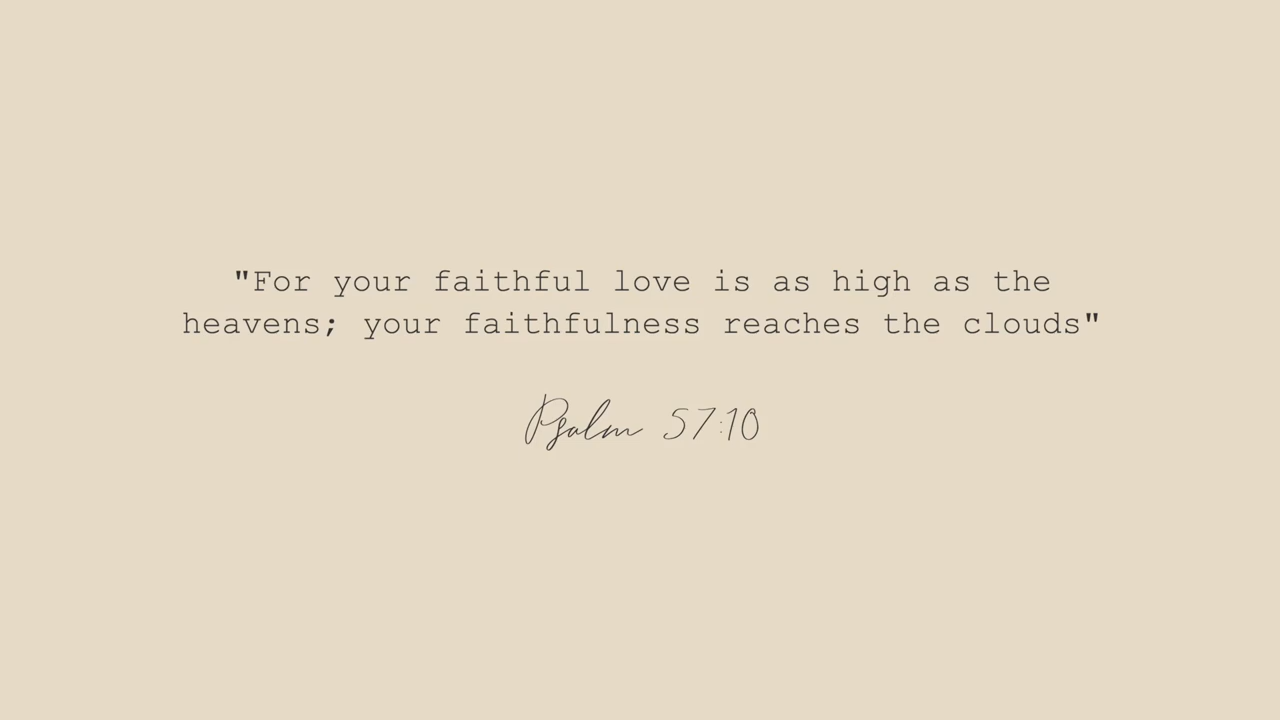 "For your faithful love is as high as the
heavens; your faithfulness reaches the clouds"
Psalm 57:10